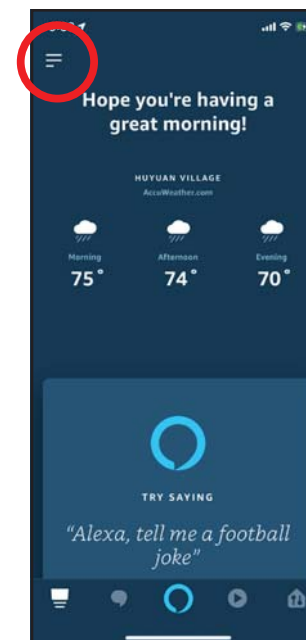 Hope you're having a
great morning!
HUYUAN VILLAGE
AccuWeather.com
Morning
Afternoon
Evening
75°
74°
70°
TRY SAYING
"Alexa, tell me a football
joke"